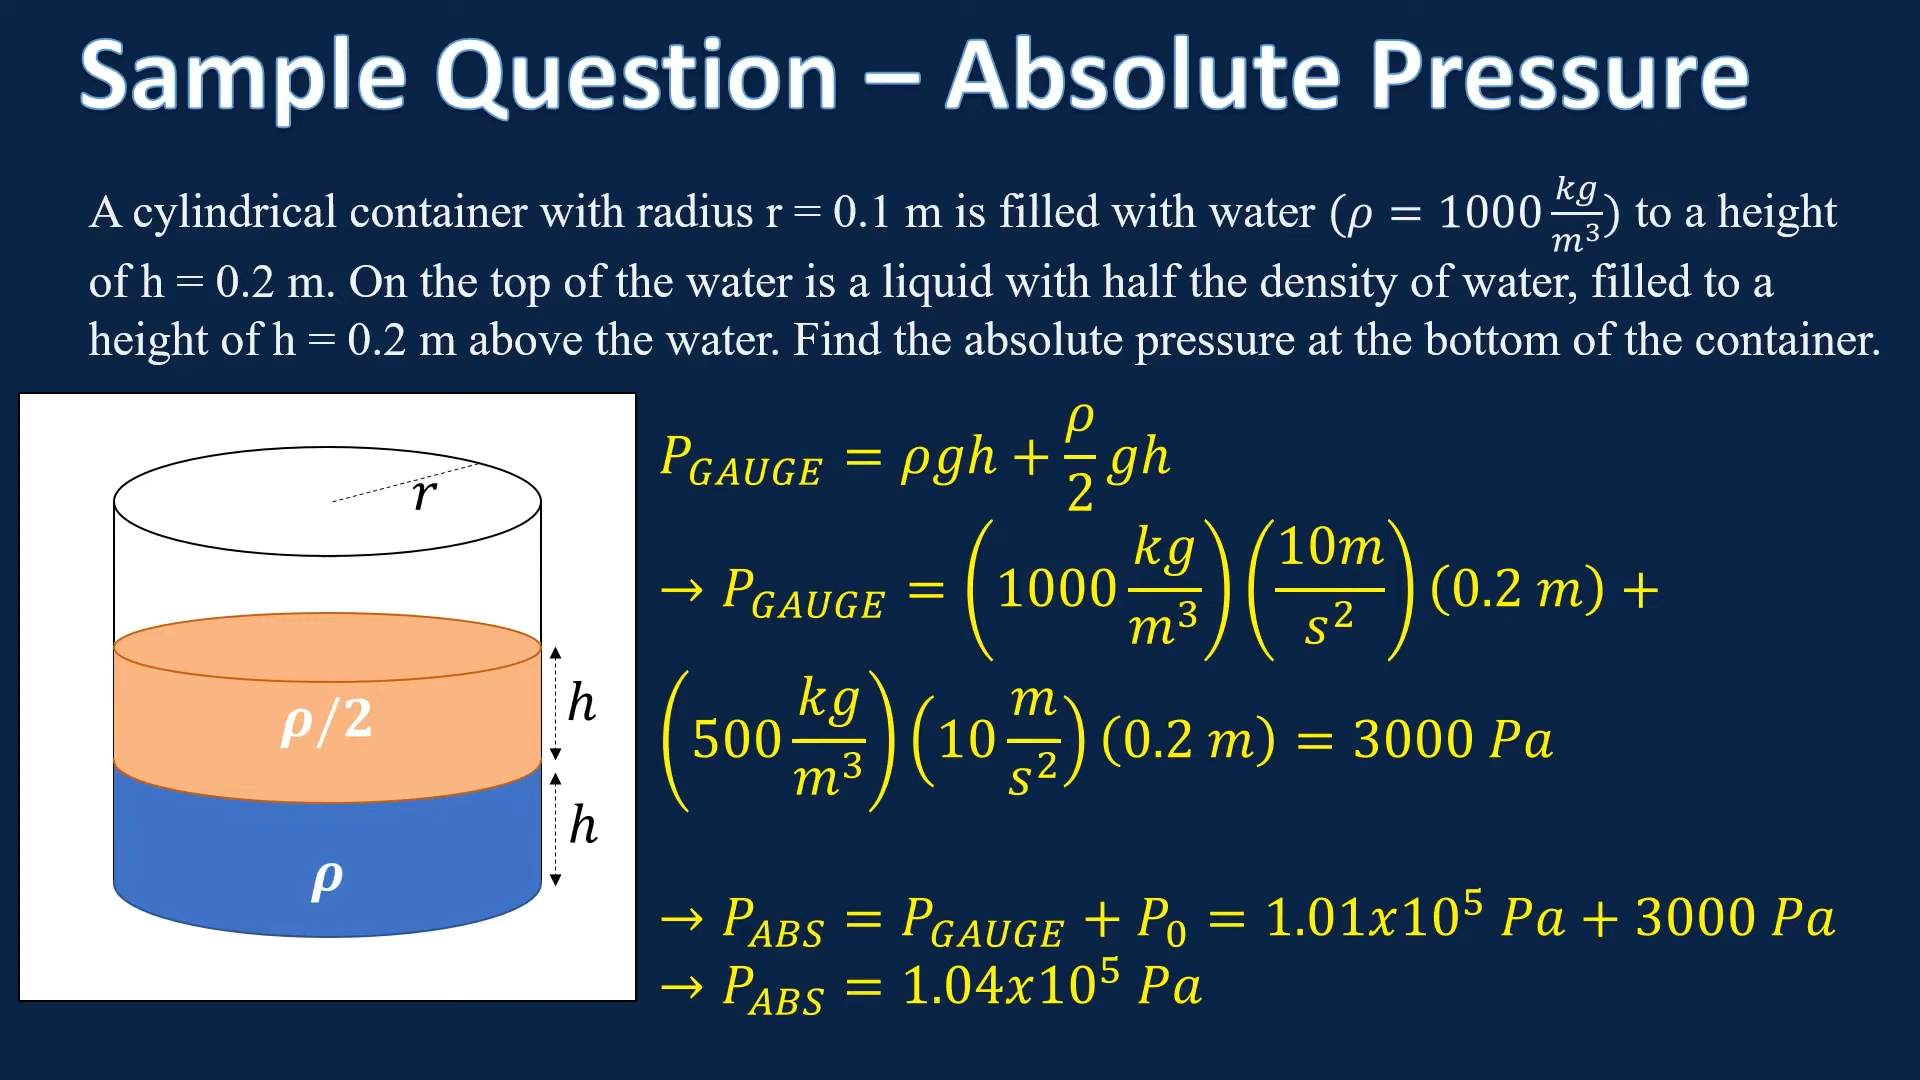 Sample Question – Absolute Pressure
A cylindrical container with radius r = 0.1 m is filled with water (ρ = 1000 kg/m³) to a height
of h = 0.2 m. On the top of the water is a liquid with half the density of water, filled to a
height of h = 0.2 m above the water. Find the absolute pressure at the bottom of the container.
r
ρ/2
h
ρ
h
P_GAUGE = ρgh + ρ/2 gh
→ P_GAUGE = (1000 kg/m³) (10m/s²) (0.2 m) +
(500 kg/m³) (10 m/s²) (0.2 m) = 3000 Pa
→ P_ABS = P_GAUGE + P₀ = 1.01x10⁵ Pa + 3000 Pa
→ P_ABS = 1.04x10⁵ Pa